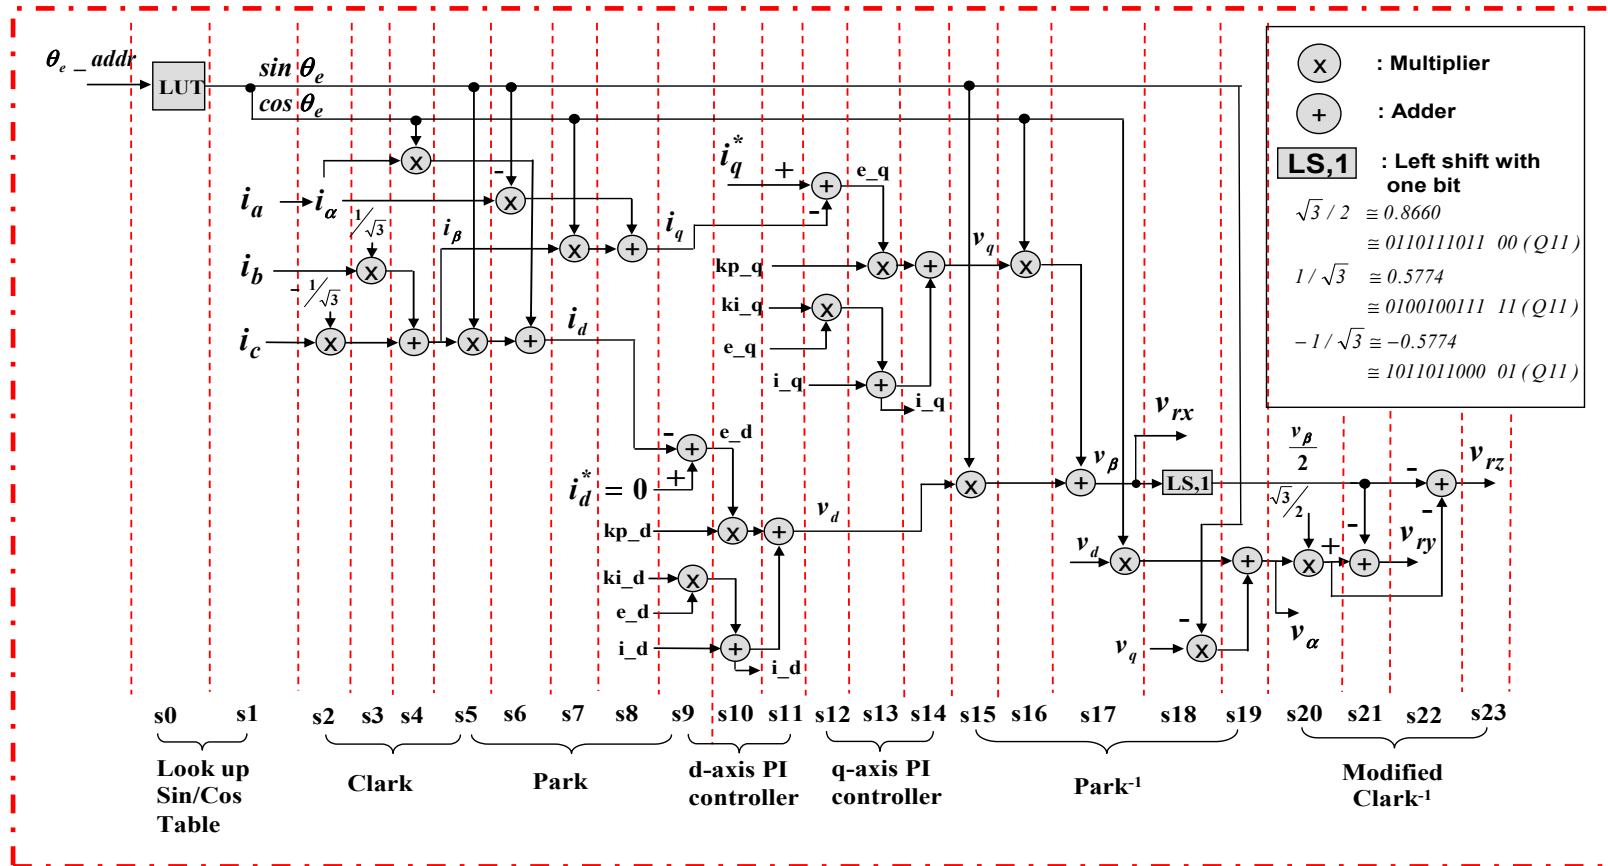 θe _ addr
LUT
sin θe
cos θe
x
-
x
ia
iα
1/√3
iβ
x
+
iq
ib
x
- 1/√3
ic
x
+
x
+
id
i*q
+
+
e_q
-
kp_q
x
+
vq
x
ki_q
x
e_q
i_q
+
i_q
-
+
e_d
+
i*d = 0
kp_d
x
+
vd
ki_d
x
e_d
i_d
+
i_d
x
+
vβ
vrx
LS,1
vβ/2
-
+
vrz
√3/2
-
-
vd
x
+
x
+
+
vry
-
vq
x
vα
x : Multiplier
+ : Adder
LS,1 : Left shift with
one bit
√3 / 2 ≅ 0.8660
≅ 0110111011 00 ( Q11 )
1 / √3 ≅ 0.5774
≅ 0100100111 11 ( Q11 )
− 1 / √3 ≅ −0.5774
≅ 1011011000 01 ( Q11 )
s0 s1 s2 s3 s4 s5 s6 s7 s8 s9 s10 s11 s12 s13 s14 s15 s16 s17 s18 s19 s20 s21 s22 s23
Look up
Sin/Cos
Table
Clark
Park
d-axis PI
controller
q-axis PI
controller
Park-1
Modified
Clark-1